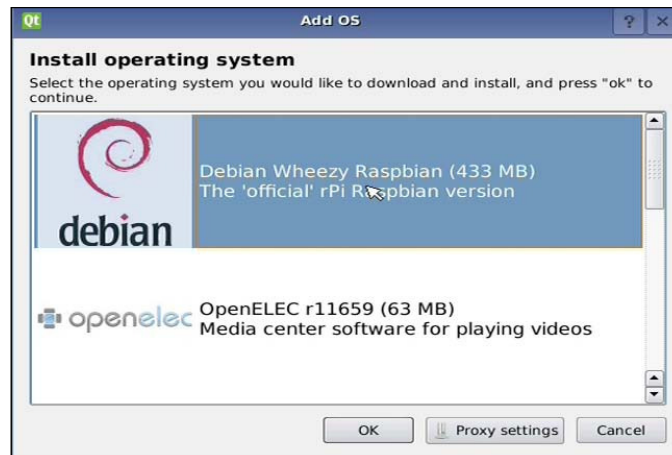 Qt
Add OS
?
×
Install operating system
Select the operating system you would like to download and install, and press "ok" to
continue.
debian
Debian Wheezy Raspbian (433 MB)
The 'official' rPi Raspbian version
openelec
OpenELEC r11659 (63 MB)
Media center software for playing videos
OK
Proxy settings
Cancel